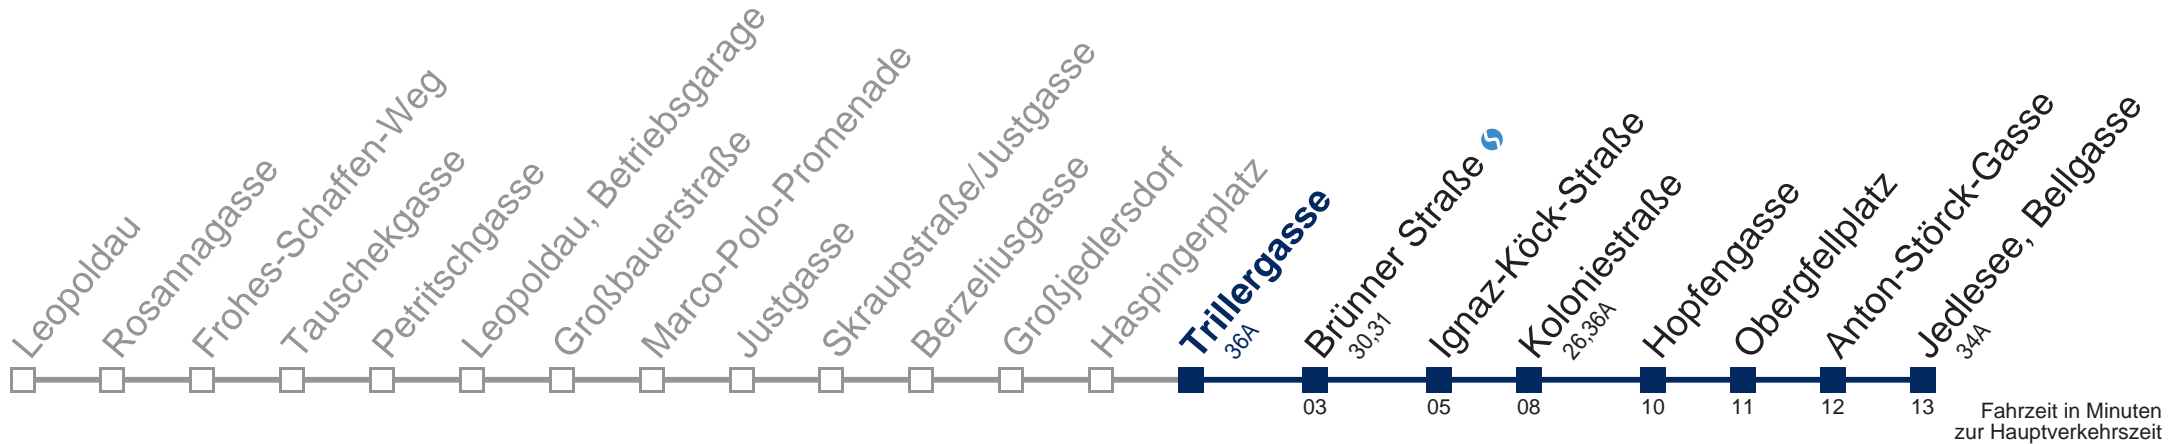 Leopoldau
Rosannagasse
Frohes-Schaffen-Weg
Tauschekgasse
Petritschgasse
Leopoldau, Betriebsgarage
Großbauerstraße
Marco-Polo-Promenade
Justgasse
Skraupstraße/Justgasse
Berzeliusgasse
Großjedlersdorf
Haspingerplatz
Trillergasse
36A
Brünner Straße
30,31
Ignaz-Köck-Straße
Koloniestraße
26,36A
Hopfengasse
Obergfellplatz
Anton-Störck-Gasse
Jedlesee, Bellgasse
34A
03
05
08
10
11
12
13
Fahrzeit in Minuten
zur Hauptverkehrszeit